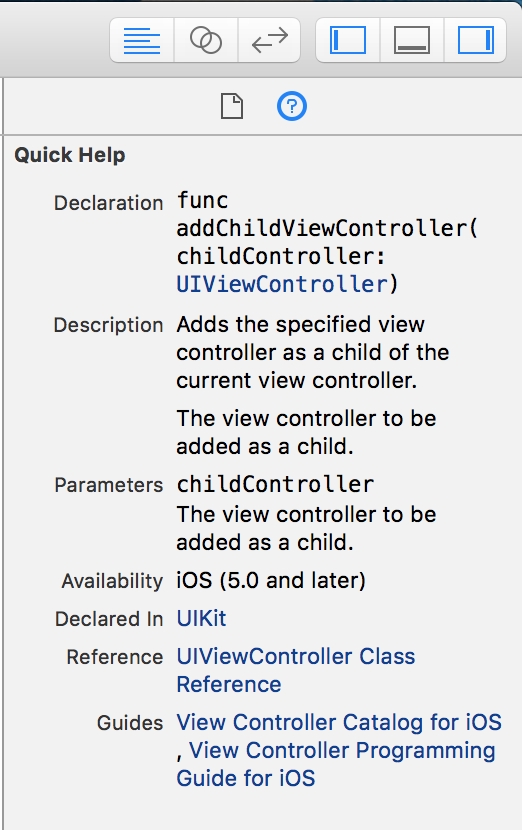 ?
Quick Help
Declaration func
addChildViewController(
childController:
UIViewController)
Description Adds the specified view
controller as a child of the
current view controller.
The view controller to be
added as a child.
Parameters childController
The view controller to be
added as a child.
Availability iOS (5.0 and later)
Declared In UIKit
Reference UIViewController Class
Reference
Guides View Controller Catalog for iOS
, View Controller Programming
Guide for iOS